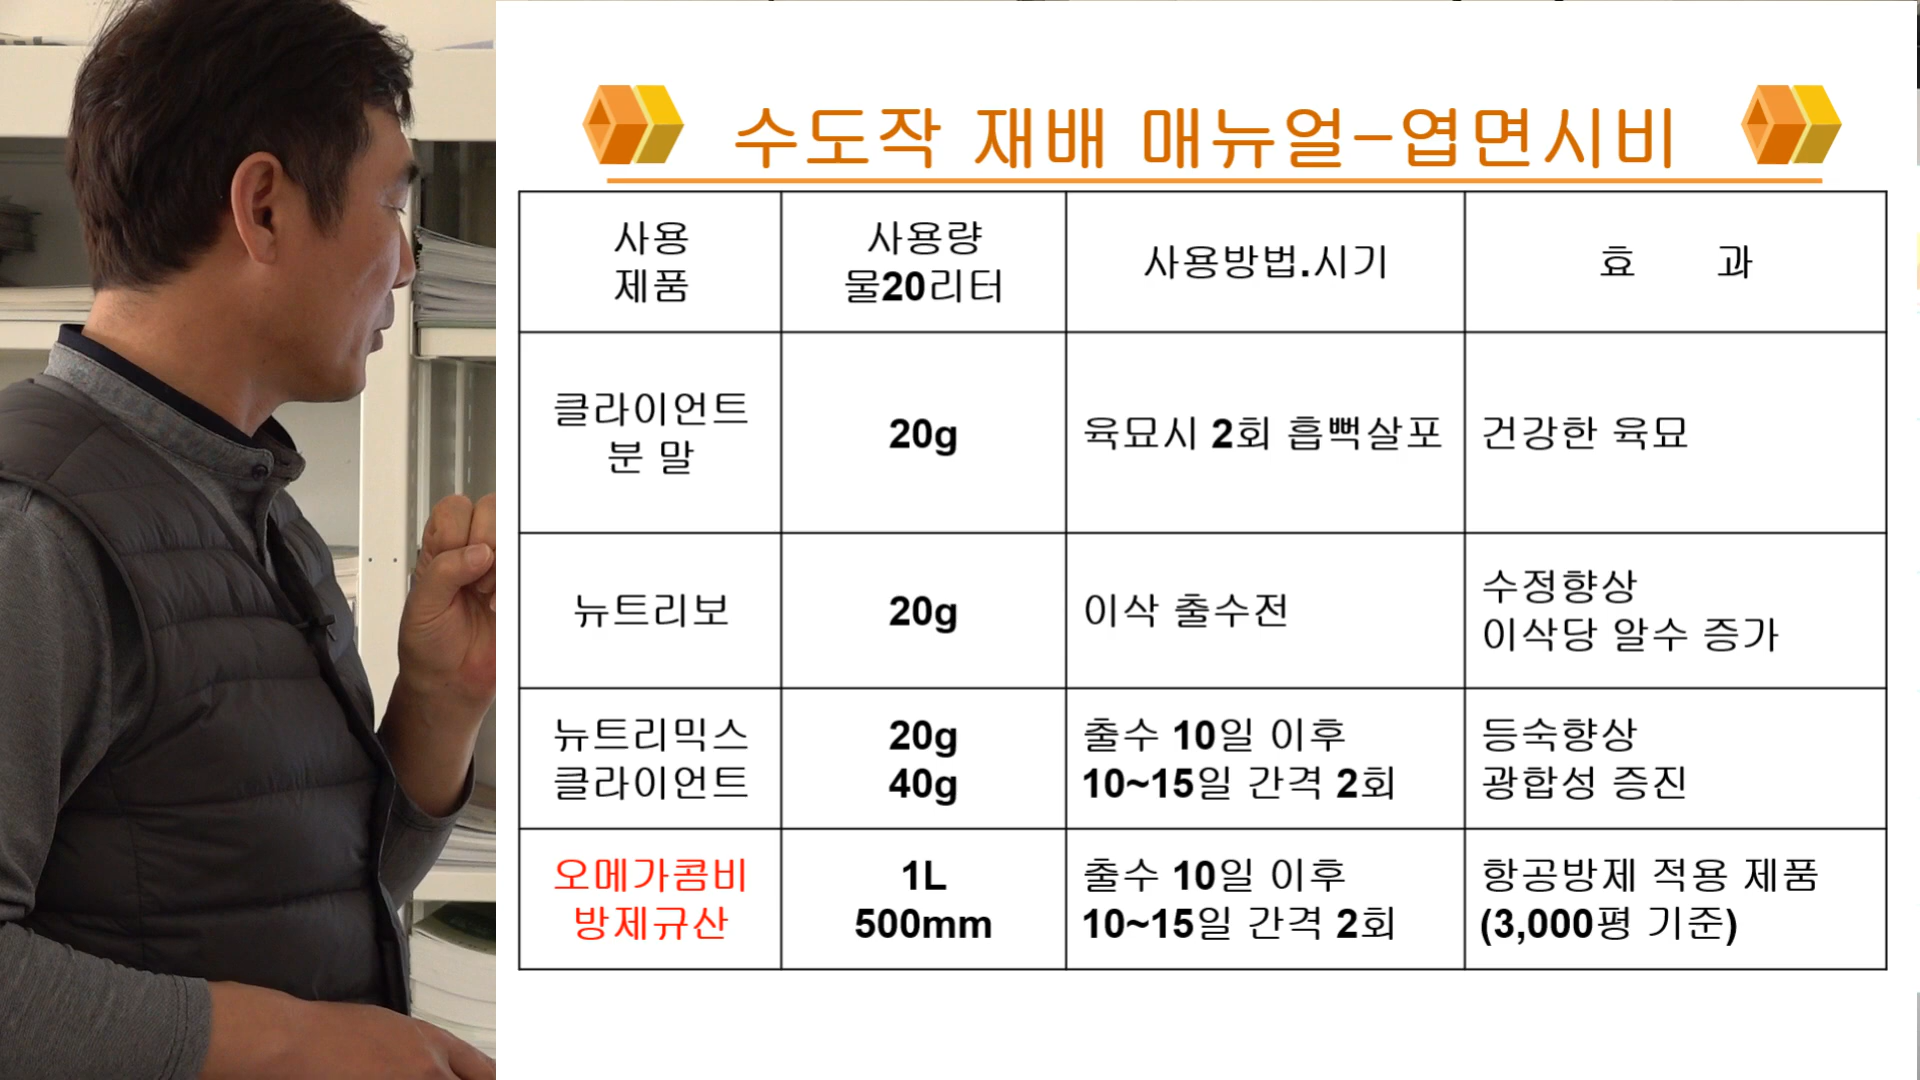 수도작 재배 매뉴얼-엽면시비
사용
제품
사용량
물20리터
사용방법.시기
효 과
클라이언트
분 말
20g
육묘시 2회 흡뻑살포
건강한 육묘
뉴트리보
20g
이삭 출수전
수정향상
이삭당 알수 증가
뉴트리믹스
클라이언트
20g
40g
출수 10일 이후
10~15일 간격 2회
등숙향상
광합성 증진
오메가콤비
방제규산
1L
500mm
출수 10일 이후
10~15일 간격 2회
항공방제 적용 제품
(3,000평 기준)